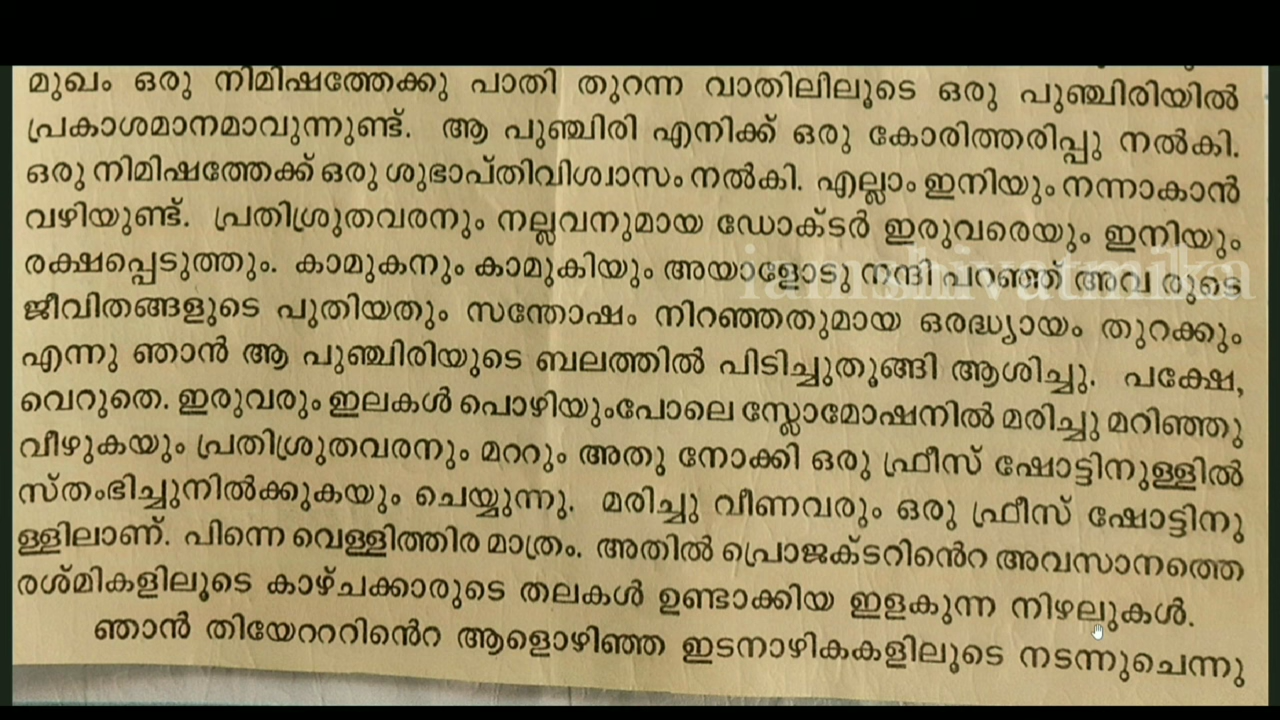 മുഖം ഒരു നിമിഷത്തേക്കു പാതി തുറന്ന വാതിലിലൂടെ ഒരു പുഞ്ചിരിയിൽ
പ്രകാശമാനമാവുന്നുണ്ട്. ആ പുഞ്ചിരി എനിക്ക് ഒരു കോരിത്തരിപ്പു നൽകി.
ഒരു നിമിഷത്തേക്ക് ഒരു ശുഭാപ്തിവിശ്വാസം നൽകി. എല്ലാം ഇനിയും നന്നാകാൻ
വഴിയുണ്ട്. പ്രതിശ്രുതവരനും നല്ലവനുമായ ഡോക്ടർ ഇരുവരെയും ഇനിയും
രക്ഷപ്പെടുത്തും. കാമുകനും കാമുകിയും അയാളോടു നന്ദി പറഞ്ഞ് അവ രുടെ
iam shivatmika
ജീവിതങ്ങളുടെ പുതിയതും സന്തോഷം നിറഞ്ഞതുമായ ഒരദ്ധ്യായം തുറക്കും
എന്നു ഞാൻ ആ പുഞ്ചിരിയുടെ ബലത്തിൽ പിടിച്ചുതൂങ്ങി ആശിച്ചു. പക്ഷേ,
വെറുതെ. ഇരുവരും ഇലകൾ പൊഴിയുംപോലെ സ്ലോമോഷനിൽ മരിച്ചു മറിഞ്ഞു
വീഴുകയും പ്രതിശ്രുതവരനും മററും അതു നോക്കി ഒരു ഫ്രീസ് ഷോട്ടിനുള്ളിൽ
സ്തംഭിച്ചുനിൽക്കുകയും ചെയ്യുന്നു. മരിച്ചു വീണവരും ഒരു ഫ്രീസ് ഷോട്ടിനു
ള്ളിലാണ്. പിന്നെ വെള്ളിത്തിര മാത്രം. അതിൽ പ്രൊജക്ടറിൻെറ അവസാനത്തെ
രശ്മികളിലൂടെ കാഴ്ചക്കാരുടെ തലകൾ ഉണ്ടാക്കിയ ഇളകുന്ന നിഴലുകൾ.
ഞാൻ തിയേറററിൻെറ ആളൊഴിഞ്ഞ ഇടനാഴികകളിലൂടെ നടന്നുചെന്നു